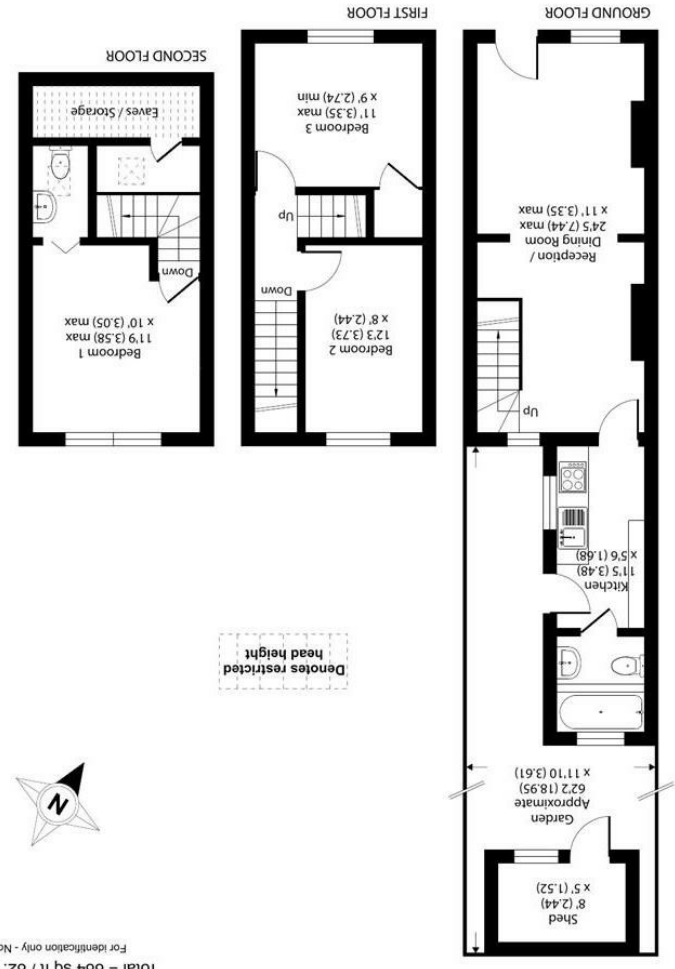 Total = 884 sq ft / 82.
For identification only - No
Shed
8' (2.44)
x 5' (1.52)
Garden
Approximate
62'2 (18.95)
x 11'10 (3.61)
N
Denotes restricted
head height
Kitchen
11'5 (3.48)
x 5'6 (1.68)
Up
Reception /
Dining Room
24'5 (7.44) max
x 11' (3.35) max
GROUND FLOOR
Bedroom 2
12'3 (3.73)
x 8' (2.44)
Down
Up
Bedroom 3
11' (3.35) max
x 9' (2.74) min
FIRST FLOOR
Bedroom 1
11'9 (3.58) max
x 10' (3.05) max
Down
Eaves / Storage
SECOND FLOOR